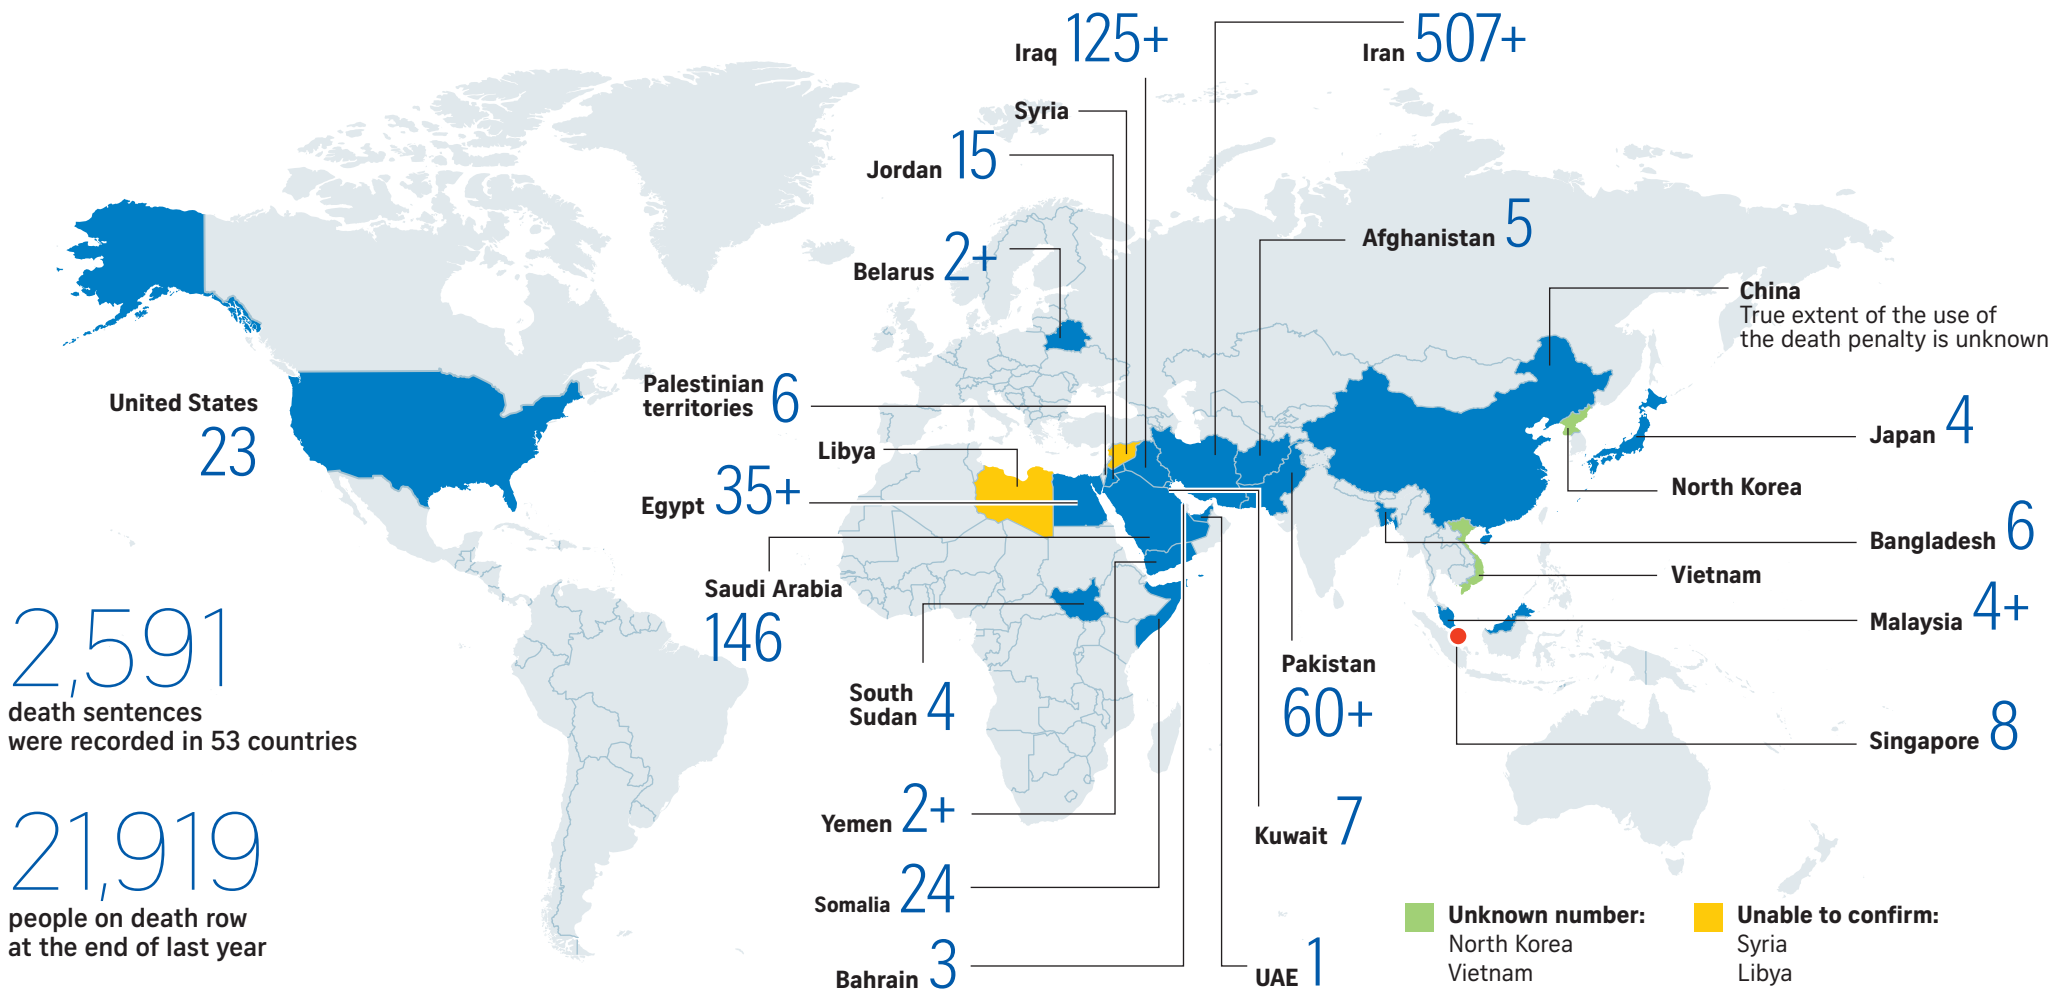 Iraq 125+
Iran 507+
Syria
Jordan 15
Afghanistan 5
Belarus 2+
China
True extent of the use of
the death penalty is unknown
United States
23
Palestinian
territories 6
Libya
Egypt 35+
Japan 4
North Korea
Bangladesh 6
Vietnam
Saudi Arabia
146
Malaysia 4+
2,591
death sentences
were recorded in 53 countries
South
Sudan 4
Pakistan
60+
Singapore 8
21,919
people on death row
at the end of last year
Yemen 2+
Kuwait 7
Somalia 24
Bahrain 3
UAE 1
Unknown number:
North Korea
Vietnam
Unable to confirm:
Syria
Libya